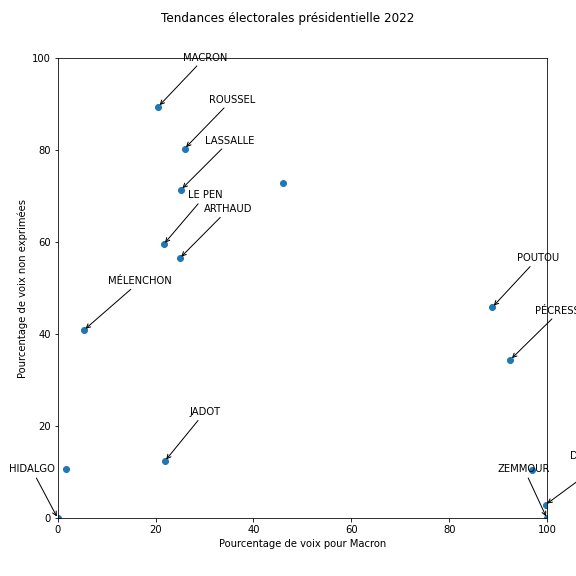 Tendances électorales présidentielle 2022
MACRON
100
ROUSSEL
LASSALLE
80
LE PEN
ARTHAUD
60
POUTOU
MÉLENCHON
PÉCRESS
40
JADOT
20
D
HIDALGO
ZEMMOUR
0
0 20 40 60 80 100
Pourcentage de voix pour Macron
Pourcentage de voix non exprimées